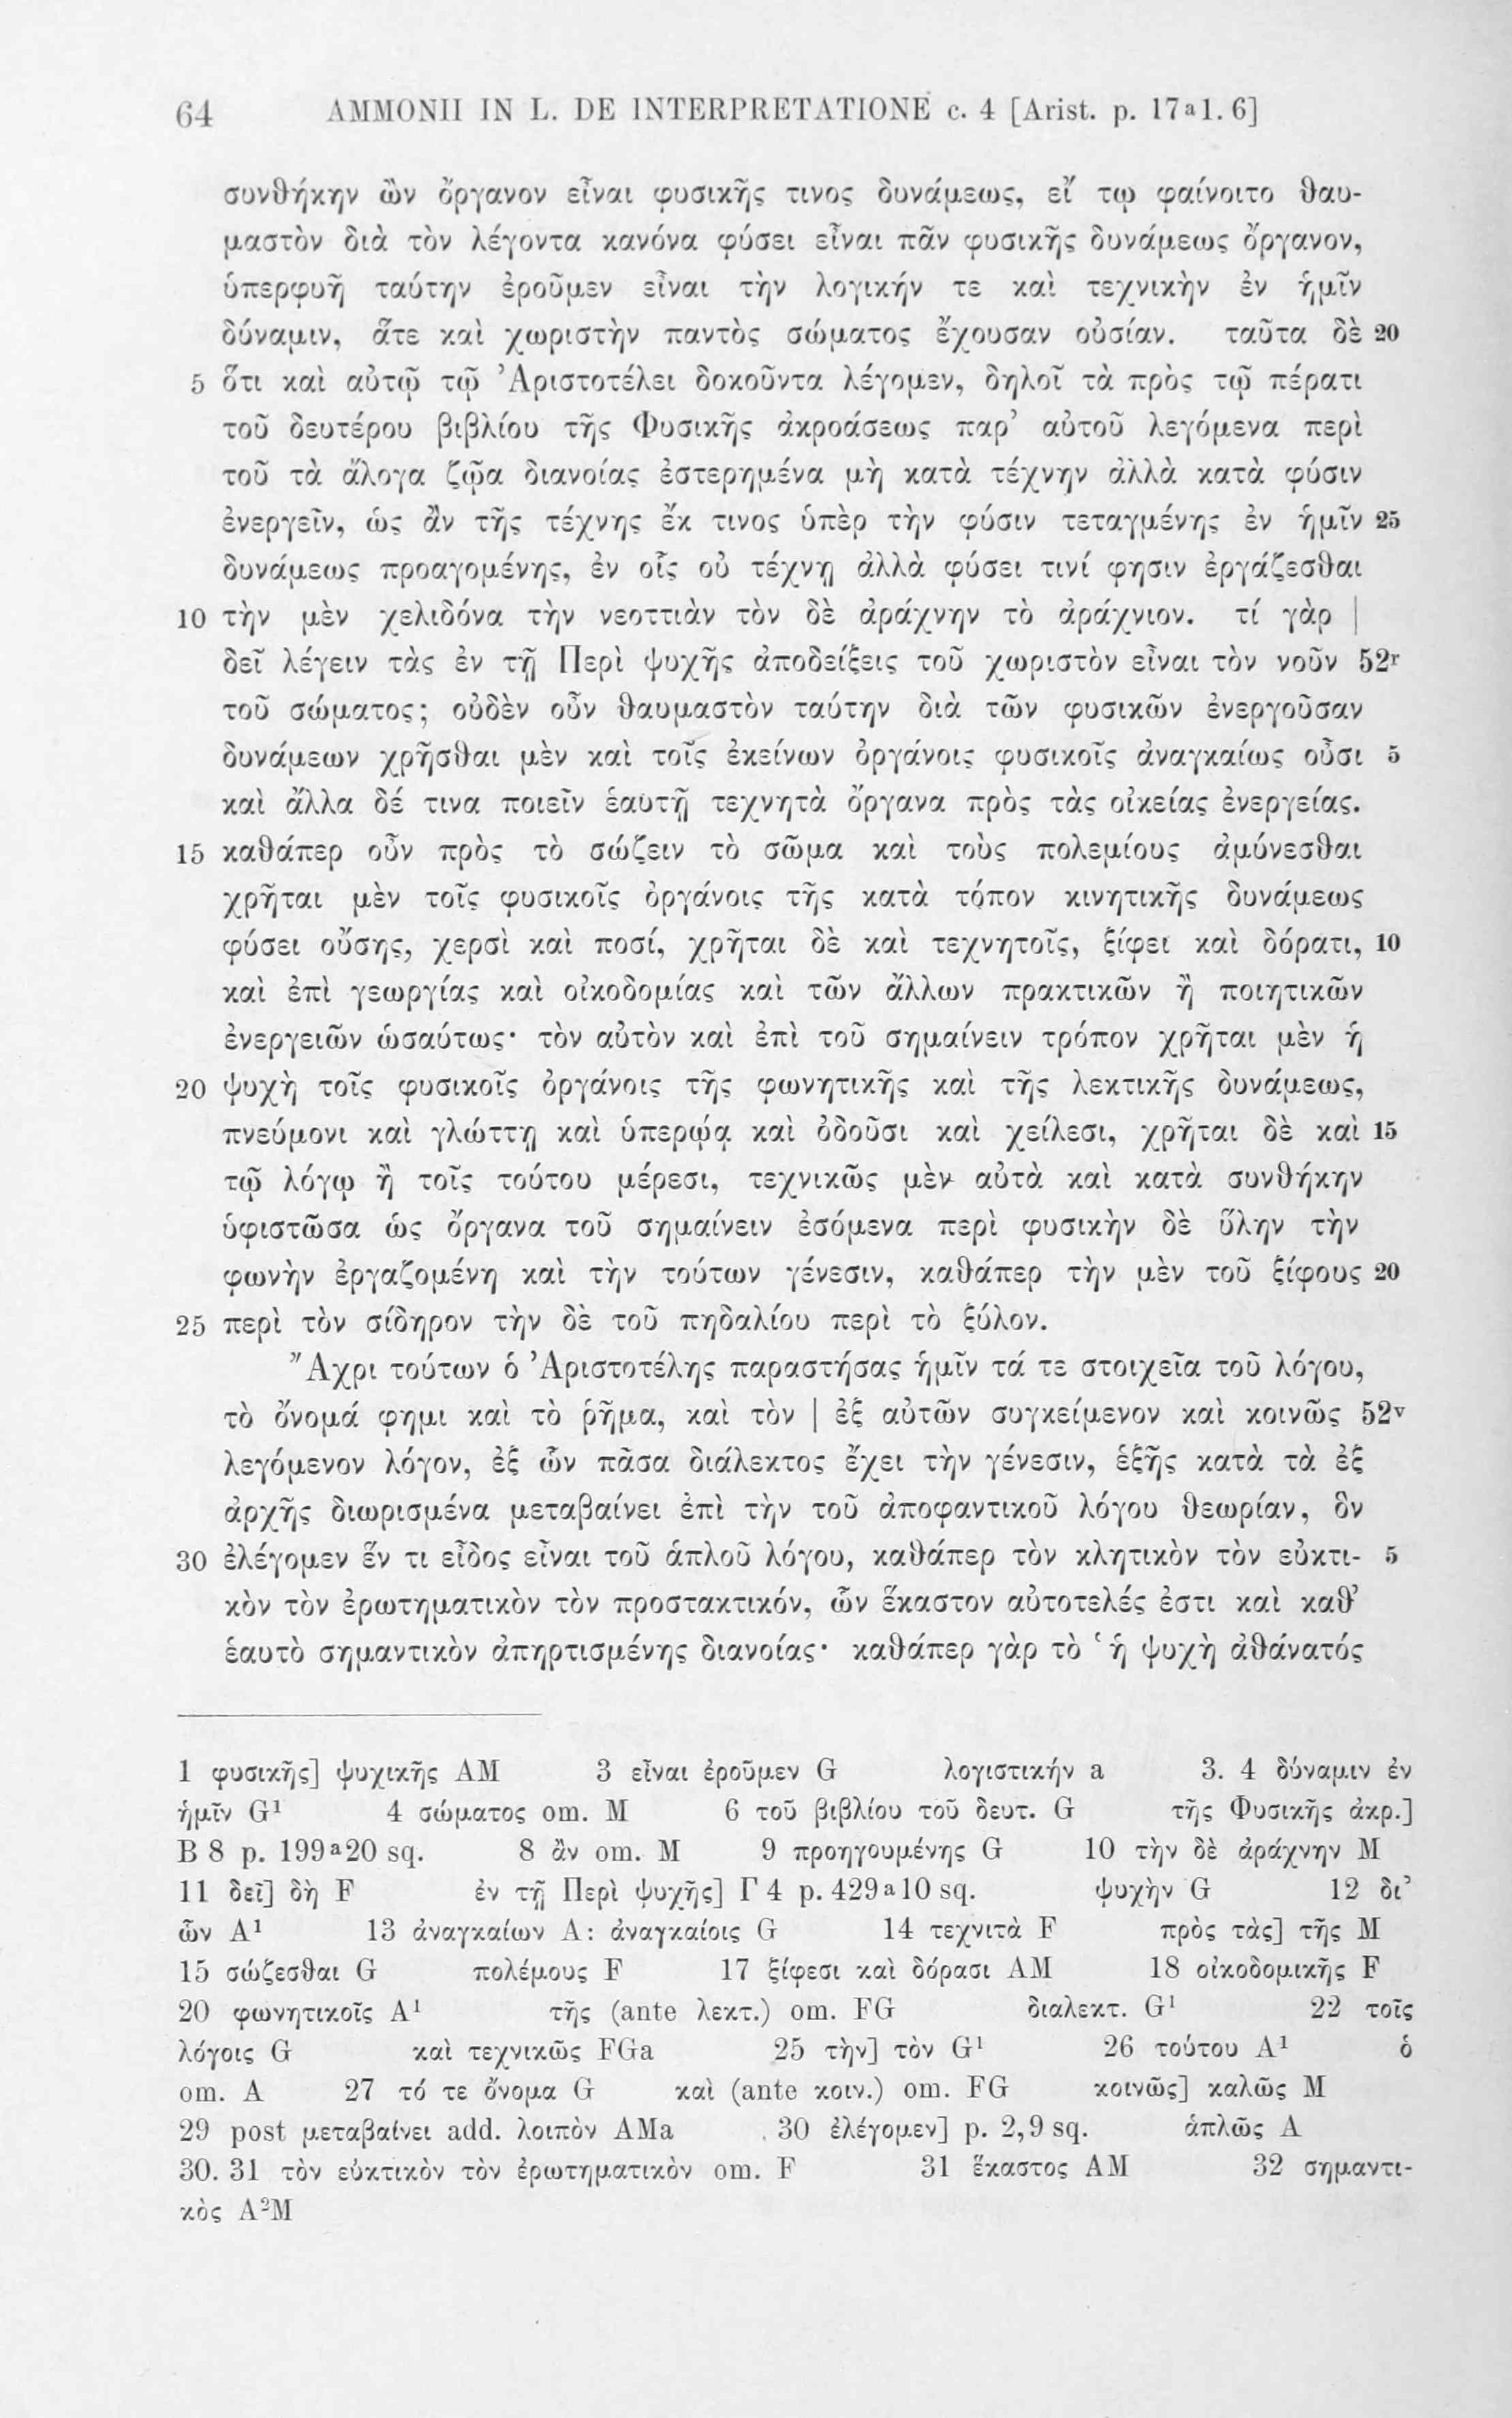 64 AMMONII IN L. DE INTERPRETATIONE c. 4 [Arist. p. 17a1. 6]
συνθήκην ὢν ὄργανον εἶναι φυσικῆς τινος δυνάμεως, εἴ τῳ φαίνοιτο θαυ-
μαστὸν διὰ τὸν λέγοντα κανόνα φύσει εἶναι πᾶν φυσικῆς δυνάμεως ὄργανον,
ὑπερφυῆ ταύτην ἐροῦμεν εἶναι τὴν λογικήν τε καὶ τεχνικὴν ἐν ἡμῖν
δύναμιν, ἅτε καὶ χωριστὴν παντὸς σώματος ἔχουσαν οὐσίαν. ταῦτα δὲ 20
5 ὅτι καὶ αὐτῷ τῷ Ἀριστοτέλει δοκοῦντα λέγομεν, δηλοῖ τὰ πρὸς τῷ πέρατι
τοῦ δευτέρου βιβλίου τῆς Φυσικῆς ἀκροάσεως παρ’ αὐτοῦ λεγόμενα περὶ
τοῦ τὰ ἄλογα ζῷα διανοίας ἐστερημένα μὴ κατὰ τέχνην ἀλλὰ κατὰ φύσιν
ἐνεργεῖν, ὡς ἂν τῆς τέχνης ἔκ τινος ὑπὲρ τὴν φύσιν τεταγμένης ἐν ἡμῖν 25
δυνάμεως προαγομένης, ἐν οἷς οὐ τέχνῃ ἀλλὰ φύσει τινί φησιν ἐργάζεσθαι
10 τὴν μὲν χελιδόνα τὴν νεοττιὰν τὸν δὲ ἀράχνην τὸ ἀράχνιον. τί γὰρ |
δεῖ λέγειν τὰς ἐν τῇ Περὶ ψυχῆς ἀποδείξεις τοῦ χωριστὸν εἶναι τὸν νοῦν 52r
τοῦ σώματος; οὐδὲν οὖν θαυμαστὸν ταύτην διὰ τῶν φυσικῶν ἐνεργοῦσαν
δυνάμεων χρῆσθαι μὲν καὶ τοῖς ἐκείνων ὀργάνοις φυσικοῖς ἀναγκαίως οὖσι 5
καὶ ἄλλα δέ τινα ποιεῖν ἑαυτῇ τεχνητὰ ὄργανα πρὸς τὰς οἰκείας ἐνεργείας.
15 καθάπερ οὖν πρὸς τὸ σώζειν τὸ σῶμα καὶ τοὺς πολεμίους ἀμύνεσθαι
χρῆται μὲν τοῖς φυσικοῖς ὀργάνοις τῆς κατὰ τόπον κινητικῆς δυνάμεως
φύσει οὔσης, χερσὶ καὶ ποσί, χρῆται δὲ καὶ τεχνητοῖς, ξίφει καὶ δόρατι, 10
καὶ ἐπὶ γεωργίας καὶ οἰκοδομίας καὶ τῶν ἄλλων πρακτικῶν ἢ ποιητικῶν
ἐνεργειῶν ὡσαύτως· τὸν αὐτὸν καὶ ἐπὶ τοῦ σημαίνειν τρόπον χρῆται μὲν ἡ
20 ψυχὴ τοῖς φυσικοῖς ὀργάνοις τῆς φωνητικῆς καὶ τῆς λεκτικῆς δυνάμεως,
πνεύμονι καὶ γλώττῃ καὶ ὑπερῴᾳ καὶ ὀδοῦσι καὶ χείλεσι, χρῆται δὲ καὶ 15
τῷ λόγῳ ἢ τοῖς τούτου μέρεσι, τεχνικῶς μὲν αὐτὰ καὶ κατὰ συνθήκην
ὑφιστῶσα ὡς ὄργανα τοῦ σημαίνειν ἐσόμενα περὶ φυσικὴν δὲ ὕλην τὴν
φωνὴν ἐργαζομένη καὶ τὴν τούτων γένεσιν, καθάπερ τὴν μὲν τοῦ ξίφους 20
25 περὶ τὸν σίδηρον τὴν δὲ τοῦ πηδαλίου περὶ τὸ ξύλον.
Ἄχρι τούτων ὁ Ἀριστοτέλης παραστήσας ἡμῖν τά τε στοιχεῖα τοῦ λόγου,
τὸ ὄνομά φημι καὶ τὸ ῥῆμα, καὶ τὸν | ἐξ αὐτῶν συγκείμενον καὶ κοινῶς 52v
λεγόμενον λόγον, ἐξ ὧν πᾶσα διάλεκτος ἔχει τὴν γένεσιν, ἑξῆς κατὰ τὰ ἐξ
ἀρχῆς διωρισμένα μεταβαίνει ἐπὶ τὴν τοῦ ἀποφαντικοῦ λόγου θεωρίαν, ὃν
30 ἐλέγομεν ἕν τι εἶδος εἶναι τοῦ ἁπλοῦ λόγου, καθάπερ τὸν κλητικὸν τὸν εὐκτι- 5
κὸν τὸν ἐρωτηματικὸν τὸν προστακτικόν, ὧν ἕκαστον αὐτοτελές ἐστι καὶ καθ’
ἑαυτὸ σημαντικὸν ἀπηρτισμένης διανοίας· καθάπερ γὰρ τὸ ‘ἡ ψυχὴ ἀθάνατός
1 φυσικῆς] ψυχικῆς AM 3 εἶναι ἐροῦμεν G λογιστικήν a 3. 4 δύναμιν ἐν
ἡμῖν G¹ 4 σώματος om. M 6 τοῦ βιβλίου τοῦ δευτ. G τῆς Φυσικῆς ἀκρ.]
B 8 p. 199a20 sq. 8 ἂν om. M 9 προηγουμένης G 10 τὴν δὲ ἀράχνην M
11 δεῖ] δὴ F ἐν τῇ Περὶ ψυχῆς] Γ 4 p. 429a10 sq. ψυχὴν G 12 δι’
ὧν A¹ 13 ἀναγκαίων A: ἀναγκαίοις G 14 τεχνιτὰ F πρὸς τὰς] τῆς M
15 σώζεσθαι G πολέμους F 17 ξίφεσι καὶ δόρασι AM 18 οἰκοδομικῆς F
20 φωνητικοῖς A¹ τῆς (ante λεκτ.) om. FG διαλεκτ. G¹ 22 τοῖς
λόγοις G καὶ τεχνικῶς FGa 25 τὴν] τὸν G¹ 26 τούτου A¹ ὁ
om. A 27 τό τε ὄνομα G καὶ (ante κοιν.) om. FG κοινῶς] καλῶς M
29 post μεταβαίνει add. λοιπὸν AMa 30 ἐλέγομεν] p. 2,9 sq. ἁπλῶς A
30. 31 τὸν εὐκτικὸν τὸν ἐρωτηματικὸν om. F 31 ἕκαστος AM 32 σημαντι-
κὸς A²M